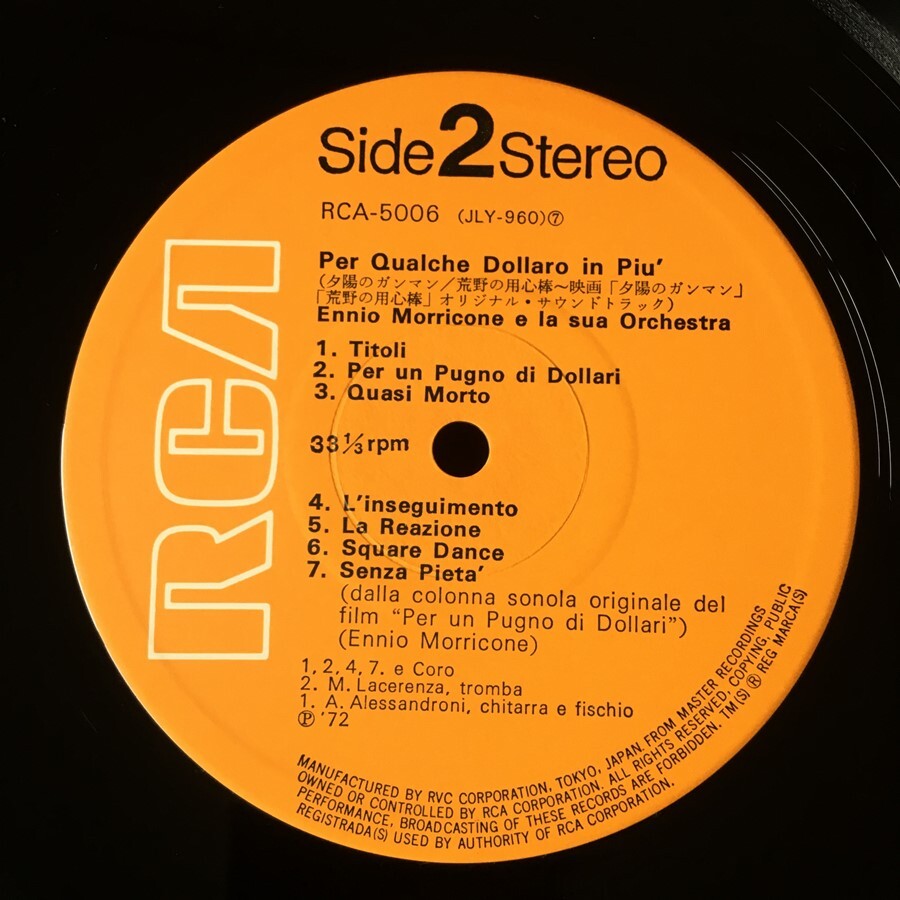 Side 2 Stereo
RCA-5006 (JLY-960)⑦
RCA
Per Qualche Dollaro in Piu'
(夕陽のガンマン／荒野の用心棒〜映画「夕陽のガンマン」
「荒野の用心棒」オリジナル・サウンドトラック)
Ennio Morricone e la sua Orchestra
1. Titoli
2. Per un Pugno di Dollari
3. Quasi Morto
33 1/3 rpm
4. L'inseguimento
5. La Reazione
6. Square Dance
7. Senza Pieta'
(dalla colonna sonola originale del
film "Per un Pugno di Dollari")
(Ennio Morricone)
1, 2, 4, 7. e Coro
2. M. Lacerenza, tromba
1. A. Alessandroni, chitarra e fischio
℗ '72
MANUFACTURED BY RVC CORPORATION, TOKYO, JAPAN. FROM MASTER RECORDINGS
OWNED OR CONTROLLED BY RCA CORPORATION. ALL RIGHTS RESERVED. COPYING, PUBLIC
PERFORMANCE, BROADCASTING OF THESE RECORDS ARE FORBIDDEN. TM(S) ® REG MARCA(S)
REGISTRADA(S) USED BY AUTHORITY OF RCA CORPORATION.